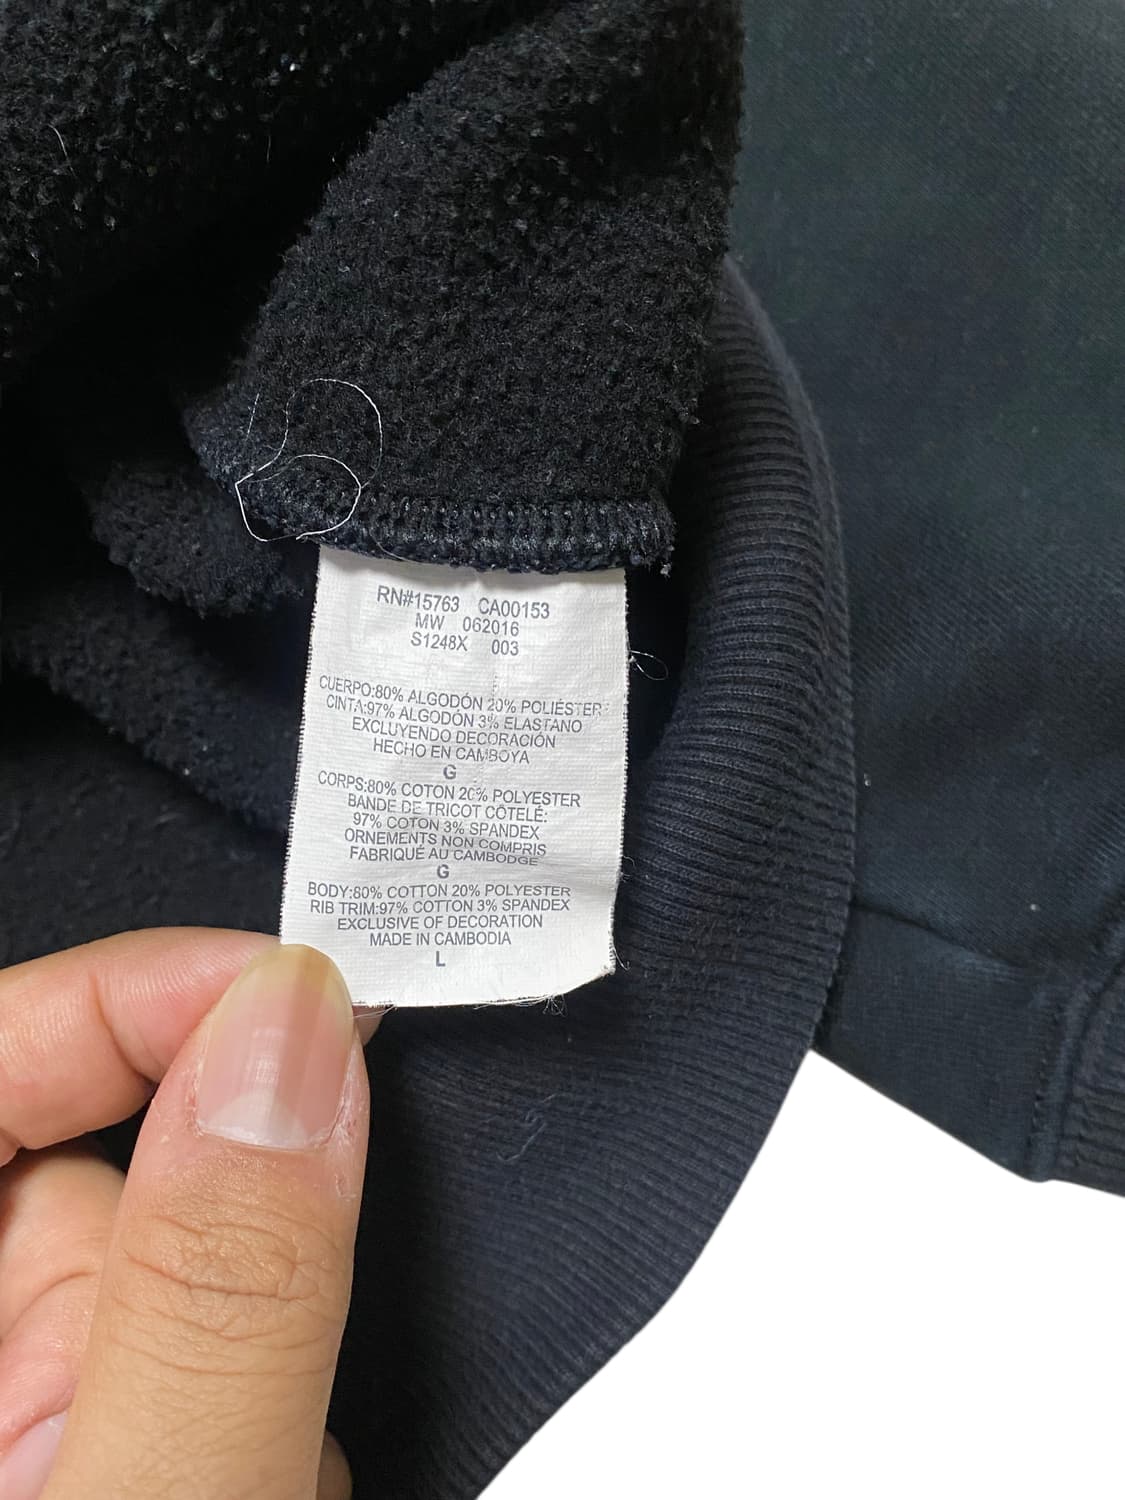 RN#15763 CA00153
MW 062016
S1248X 003
CUERPO:80% ALGODÓN 20% POLIÉSTER
CINTA:97% ALGODÓN 3% ELASTANO
EXCLUYENDO DECORACIÓN
HECHO EN CAMBOYA
G
CORPS:80% COTON 20% POLYESTER
BANDE DE TRICOT CÔTELÉ:
97% COTON 3% SPANDEX
ORNEMENTS NON COMPRIS
FABRIQUÉ AU CAMBODGE
G
BODY:80% COTTON 20% POLYESTER
RIB TRIM:97% COTTON 3% SPANDEX
EXCLUSIVE OF DECORATION
MADE IN CAMBODIA
L